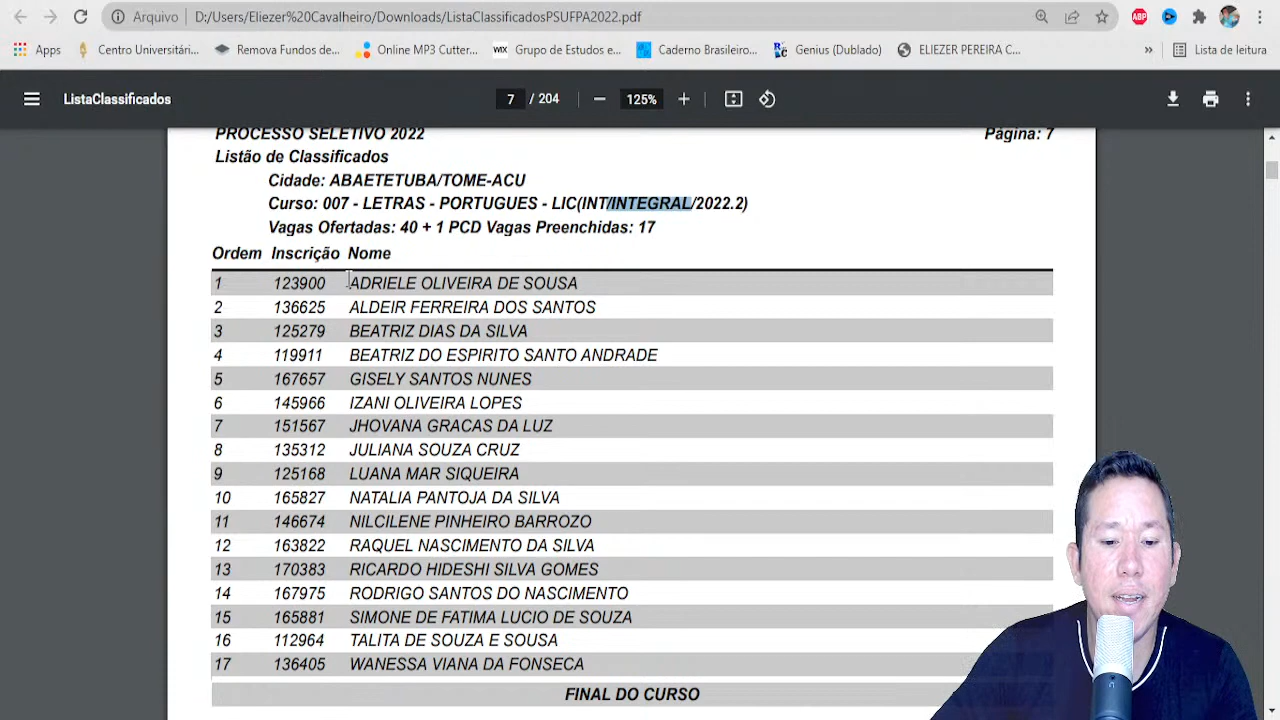 Arquivo D:/Users/Eliezer%20Cavalheiro/Downloads/ListaClassificadosPSUFPA2022.pdf ABP
Apps Centro Universitári... Remova Fundos de... Online MP3 Cutter... WIX Grupo de Estudos e... Caderno Brasileiro... Genius (Dublado) ELIEZER PEREIRA C... » Lista de leitura
ListaClassificados 7 / 204 125%
PROCESSO SELETIVO 2022 Página: 7
Listão de Classificados
Cidade: ABAETETUBA/TOME-ACU
Curso: 007 - LETRAS - PORTUGUES - LIC(INT/INTEGRAL/2022.2)
Vagas Ofertadas: 40 + 1 PCD Vagas Preenchidas: 17
Ordem Inscrição Nome
1 123900 ADRIELE OLIVEIRA DE SOUSA
2 136625 ALDEIR FERREIRA DOS SANTOS
3 125279 BEATRIZ DIAS DA SILVA
4 119911 BEATRIZ DO ESPIRITO SANTO ANDRADE
5 167657 GISELY SANTOS NUNES
6 145966 IZANI OLIVEIRA LOPES
7 151567 JHOVANA GRACAS DA LUZ
8 135312 JULIANA SOUZA CRUZ
9 125168 LUANA MAR SIQUEIRA
10 165827 NATALIA PANTOJA DA SILVA
11 146674 NILCILENE PINHEIRO BARROZO
12 163822 RAQUEL NASCIMENTO DA SILVA
13 170383 RICARDO HIDESHI SILVA GOMES
14 167975 RODRIGO SANTOS DO NASCIMENTO
15 165881 SIMONE DE FATIMA LUCIO DE SOUZA
16 112964 TALITA DE SOUZA E SOUSA
17 136405 WANESSA VIANA DA FONSECA
FINAL DO CURSO